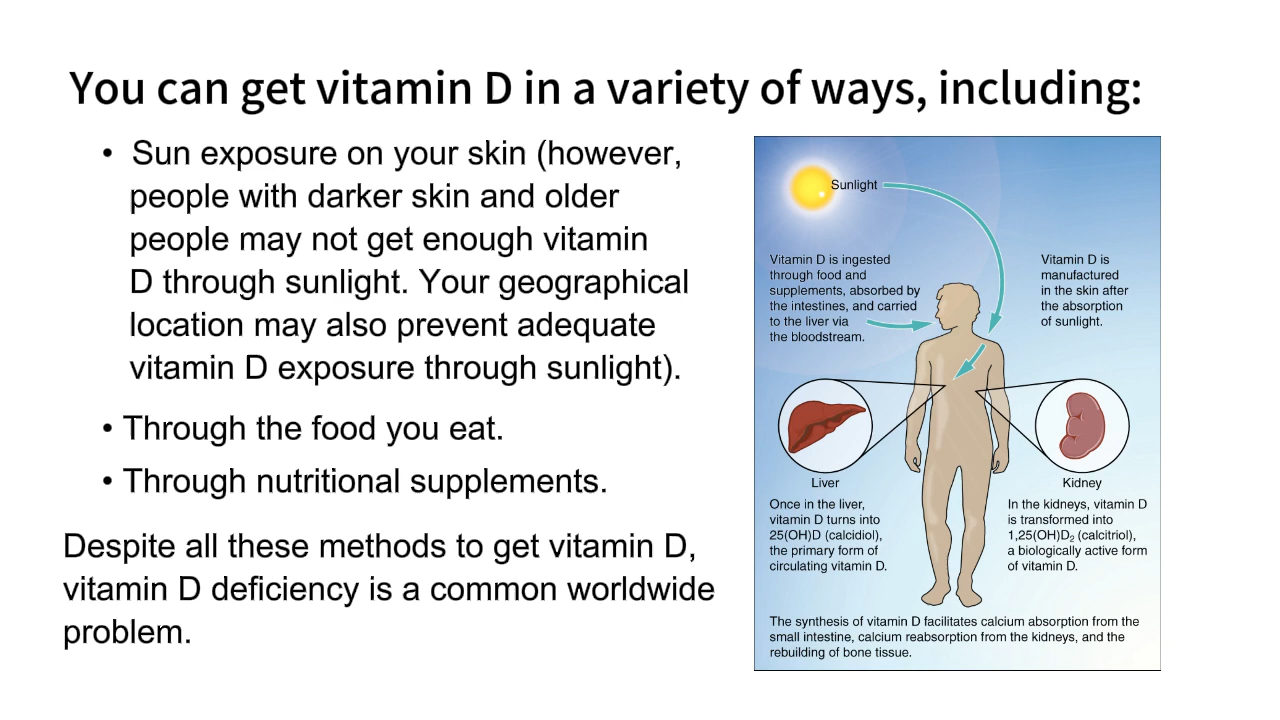 You can get vitamin D in a variety of ways, including:
• Sun exposure on your skin (however,
people with darker skin and older
people may not get enough vitamin
D through sunlight. Your geographical
location may also prevent adequate
vitamin D exposure through sunlight).
• Through the food you eat.
• Through nutritional supplements.
Despite all these methods to get vitamin D,
vitamin D deficiency is a common worldwide
problem.
Sunlight
Vitamin D is ingested
through food and
supplements, absorbed by
the intestines, and carried
to the liver via
the bloodstream.
Vitamin D is
manufactured
in the skin after
the absorption
of sunlight.
Liver
Once in the liver,
vitamin D turns into
25(OH)D (calcidiol),
the primary form of
circulating vitamin D.
Kidney
In the kidneys, vitamin D
is transformed into
1,25(OH)D₂ (calcitriol),
a biologically active form
of vitamin D.
The synthesis of vitamin D facilitates calcium absorption from the
small intestine, calcium reabsorption from the kidneys, and the
rebuilding of bone tissue.